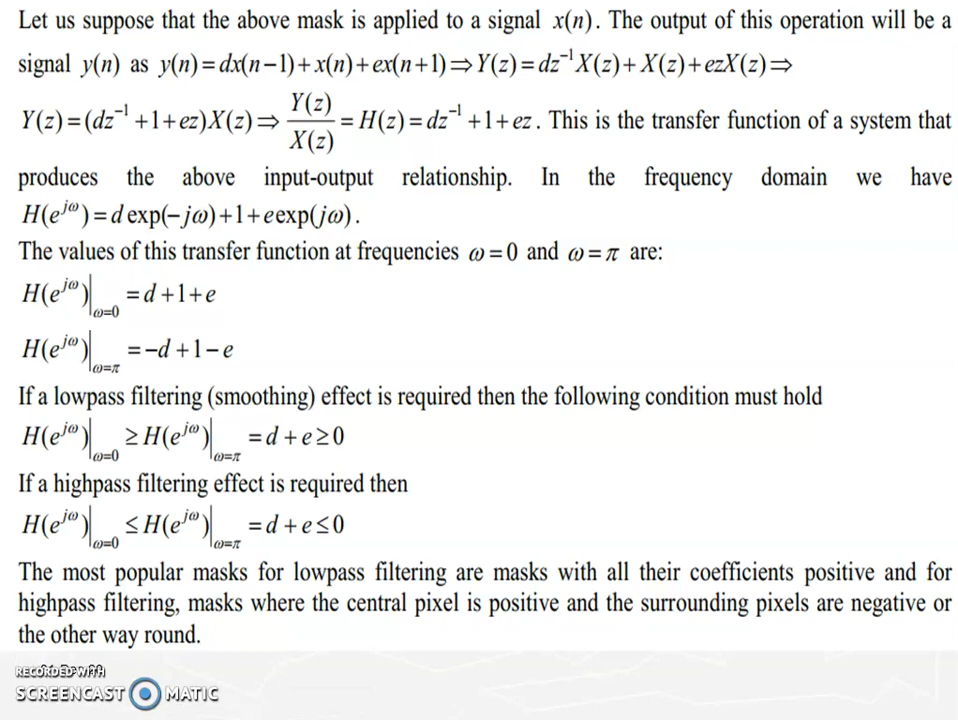 Let us suppose that the above mask is applied to a signal x(n). The output of this operation will be a
signal y(n) as y(n) = dx(n−1) + x(n) + ex(n+1) ⇒ Y(z) = dz⁻¹X(z) + X(z) + ezX(z) ⇒
Y(z) = (dz⁻¹ + 1 + ez)X(z) ⇒ Y(z)/X(z) = H(z) = dz⁻¹ + 1 + ez. This is the transfer function of a system that
produces the above input-output relationship. In the frequency domain we have
H(e^{jω}) = d exp(−jω) + 1 + e exp(jω).
The values of this transfer function at frequencies ω = 0 and ω = π are:
H(e^{jω})|_{ω=0} = d + 1 + e
H(e^{jω})|_{ω=π} = −d + 1 − e
If a lowpass filtering (smoothing) effect is required then the following condition must hold
H(e^{jω})|_{ω=0} ≥ H(e^{jω})|_{ω=π} = d + e ≥ 0
If a highpass filtering effect is required then
H(e^{jω})|_{ω=0} ≤ H(e^{jω})|_{ω=π} = d + e ≤ 0
The most popular masks for lowpass filtering are masks with all their coefficients positive and for
highpass filtering, masks where the central pixel is positive and the surrounding pixels are negative or
the other way round.
RECORDED WITH
SCREENCAST MATIC